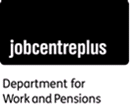 jobcentreplus
Department for
Work and Pensions